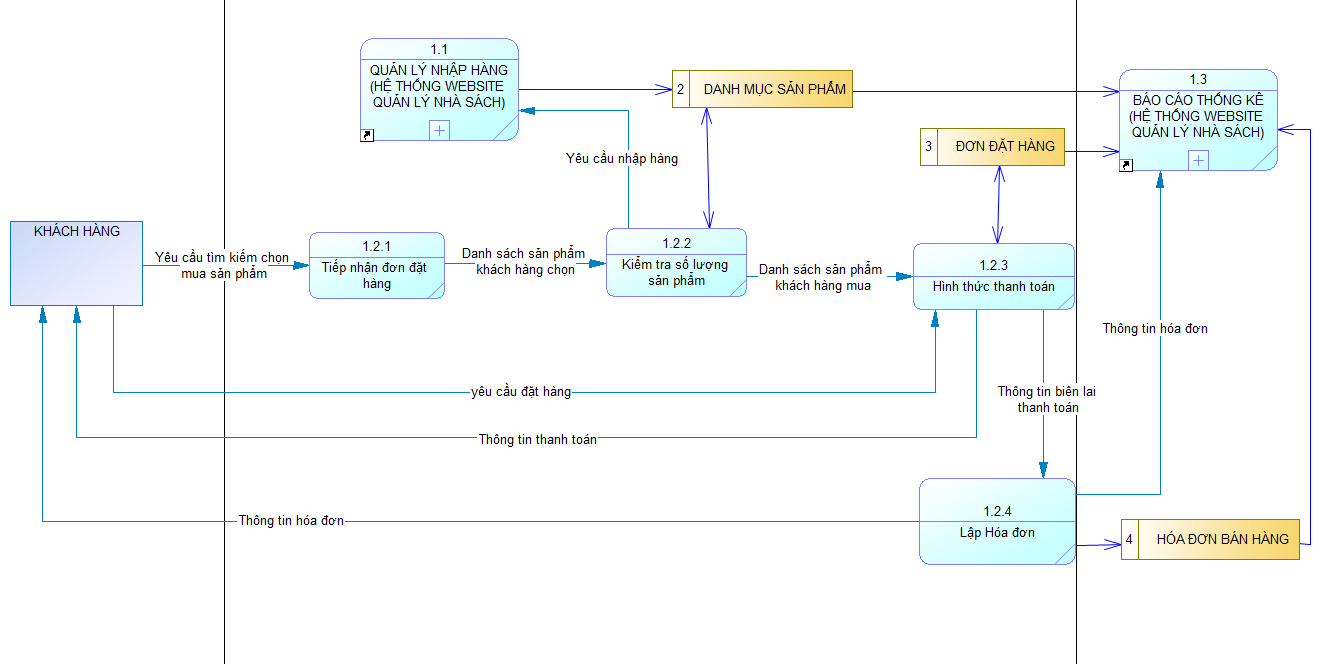 1.1
QUẢN LÝ NHẬP HÀNG
(HỆ THỐNG WEBSITE
QUẢN LÝ NHÀ SÁCH)
2
DANH MỤC SẢN PHẨM
1.3
BÁO CÁO THỐNG KÊ
(HỆ THỐNG WEBSITE
QUẢN LÝ NHÀ SÁCH)
3
ĐƠN ĐẶT HÀNG
Yêu cầu nhập hàng
KHÁCH HÀNG
Yêu cầu tìm kiếm chọn
mua sản phẩm
1.2.1
Tiếp nhận đơn đặt
hàng
Danh sách sản phẩm
khách hàng chọn
1.2.2
Kiểm tra số lượng
sản phẩm
Danh sách sản phẩm
khách hàng mua
1.2.3
Hình thức thanh toán
Thông tin hóa đơn
yêu cầu đặt hàng
Thông tin biên lai
thanh toán
Thông tin thanh toán
Thông tin hóa đơn
1.2.4
Lập Hóa đơn
4
HÓA ĐƠN BÁN HÀNG